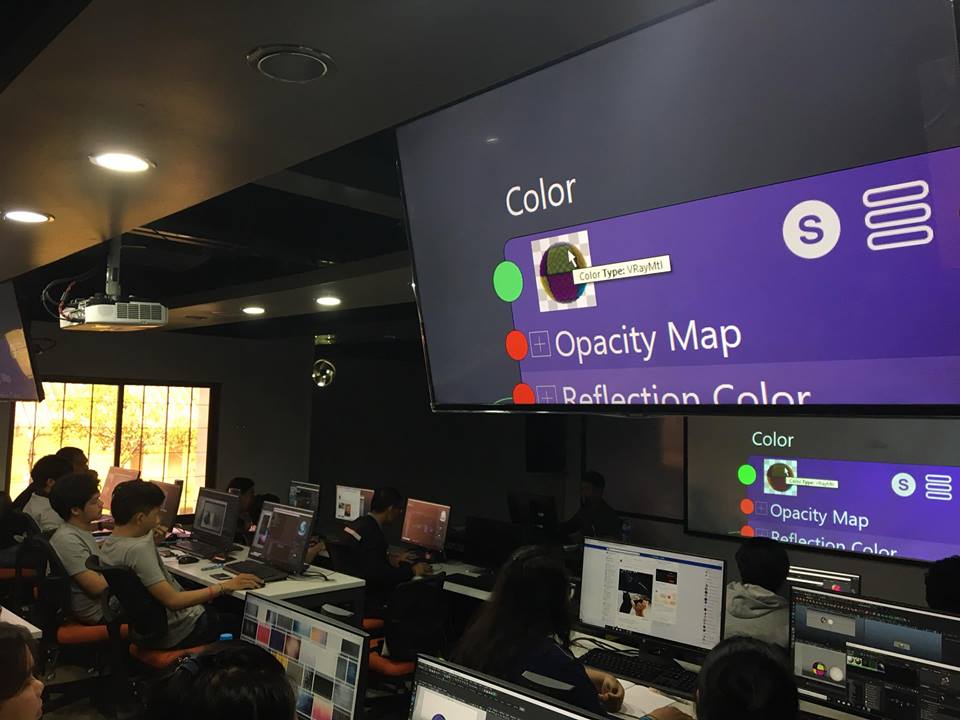 Color
S
Color Type: VRayMtl
Opacity Map
Reflection Color
Color
S
Color Type: VRayMtl
Opacity Map
Reflection Color